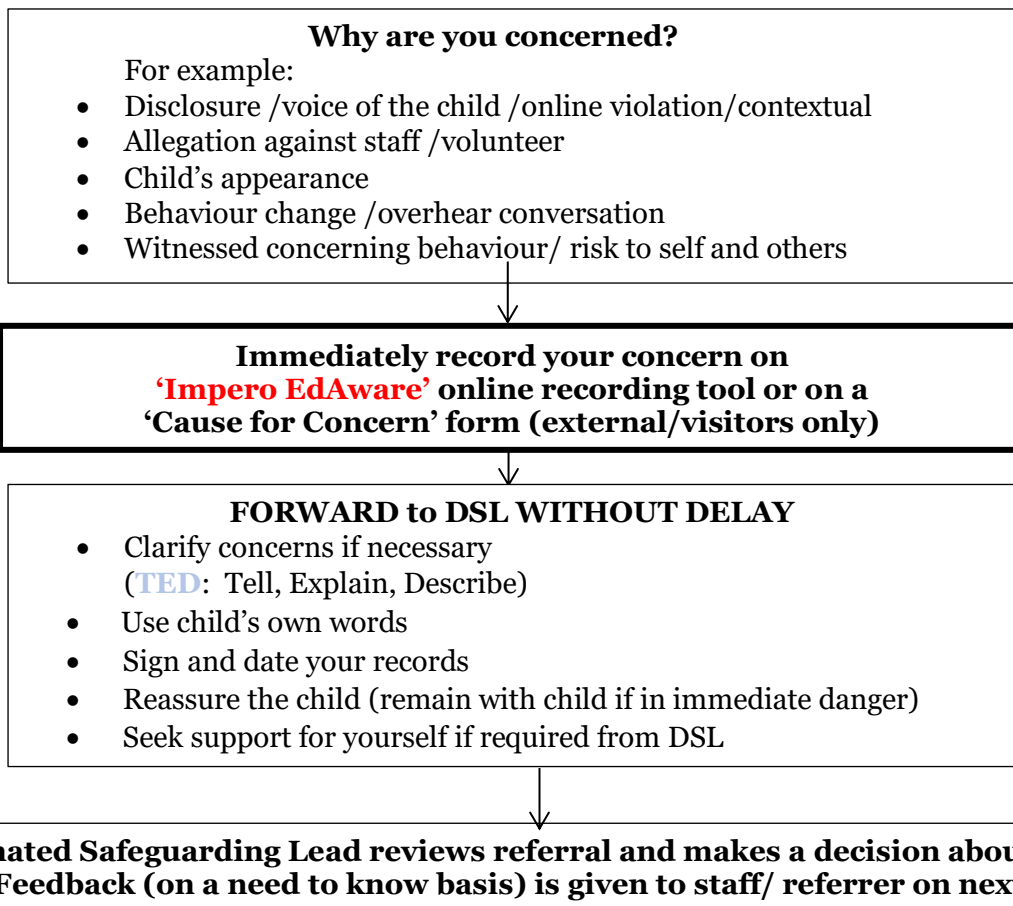 Why are you concerned?
For example:
• Disclosure /voice of the child /online violation/contextual
• Allegation against staff /volunteer
• Child's appearance
• Behaviour change /overhear conversation
• Witnessed concerning behaviour/ risk to self and others
Immediately record your concern on
‘Impero EdAware’ online recording tool or on a
‘Cause for Concern’ form (external/visitors only)
FORWARD to DSL WITHOUT DELAY
• Clarify concerns if necessary
(TED: Tell, Explain, Describe)
• Use child's own words
• Sign and date your records
• Reassure the child (remain with child if in immediate danger)
• Seek support for yourself if required from DSL
nated Safeguarding Lead reviews referral and makes a decision abou
Feedback (on a need to know basis) is given to staff/ referrer on next